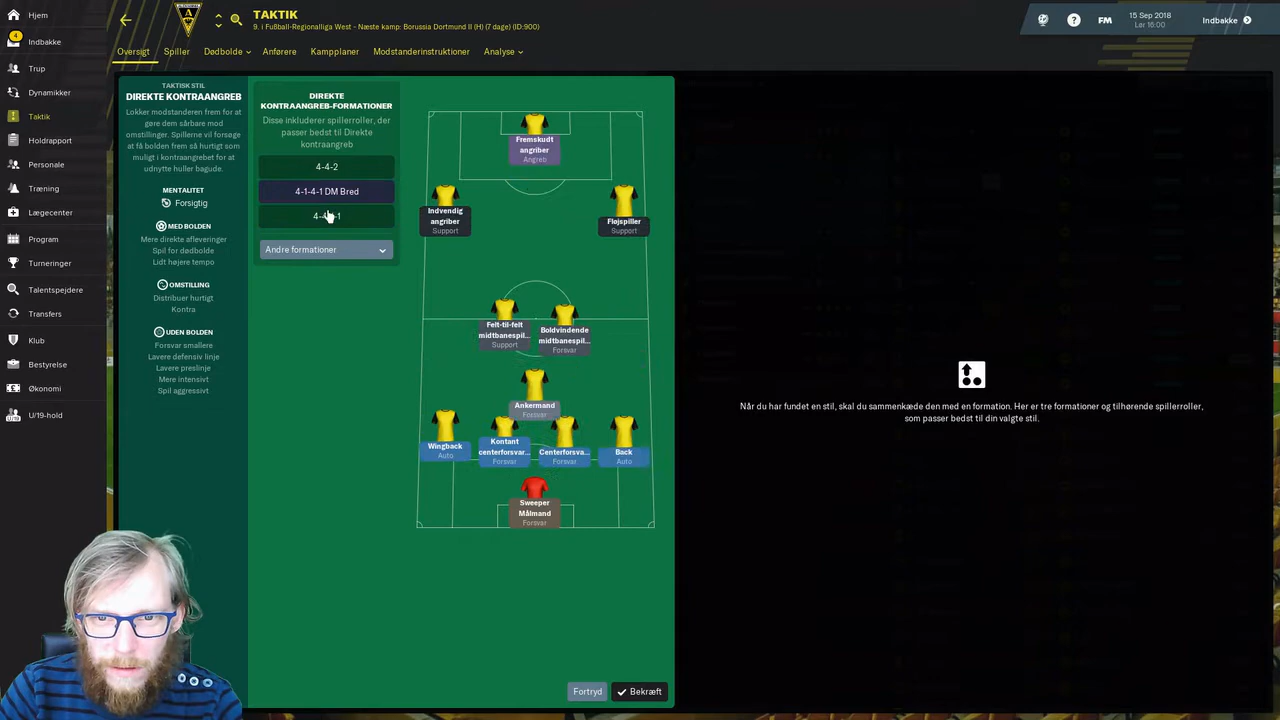 TAKTIK
9. i Fußball-Regionalliga West - Næste kamp: Borussia Dortmund II (H) (7 dage) (ID:900)
FM
15 Sep 2018
Lør 16:00
Indbakke
Oversigt
Spiller
Dødbolde
Anførere
Kampplaner
Modstanderinstruktioner
Analyse
Hjem
4
Indbakke
Trup
Dynamikker
Taktik
Holdrapport
Personale
Træning
Lægecenter
Program
Turneringer
Talentspejdere
Transfers
Klub
Bestyrelse
Økonomi
U/19-hold
TAKTISK STIL
DIREKTE KONTRAANGREB
Lokker modstanderen frem for at
gøre dem sårbare mod
omstillinger. Spillerne vil forsøge
at få bolden frem så hurtigt som
muligt i kontraangrebet for at
udnytte huller bagude.
MENTALITET
Forsigtig
MED BOLDEN
Mere direkte afleveringer
Spil for dødbolde
Lidt højere tempo
OMSTILLING
Distribuer hurtigt
Kontra
UDEN BOLDEN
Forsvar smallere
Lavere defensiv linje
Lavere preslinje
Mere intensivt
Spil aggressivt
DIREKTE
KONTRAANGREB-FORMATIONER
Disse inkluderer spillerroller, der
passer bedst til Direkte
kontraangreb
4-4-2
4-1-4-1 DM Bred
Andre formationer
Fremskudt
angriber
Angreb
Indvendig
angriber
Support
Fløjspiller
Support
Felt-til-felt
midtbanespil...
Support
Boldvindende
midtbanespil...
Forsvar
Ankermand
Forsvar
Wingback
Auto
Kontant
centerforsvar...
Forsvar
Centerforsva...
Forsvar
Back
Auto
Sweeper
Målmand
Forsvar
Når du har fundet en stil, skal du sammenkæde den med en formation. Her er tre formationer og tilhørende spillerroller,
som passer bedst til din valgte stil.
Fortryd
Bekræft